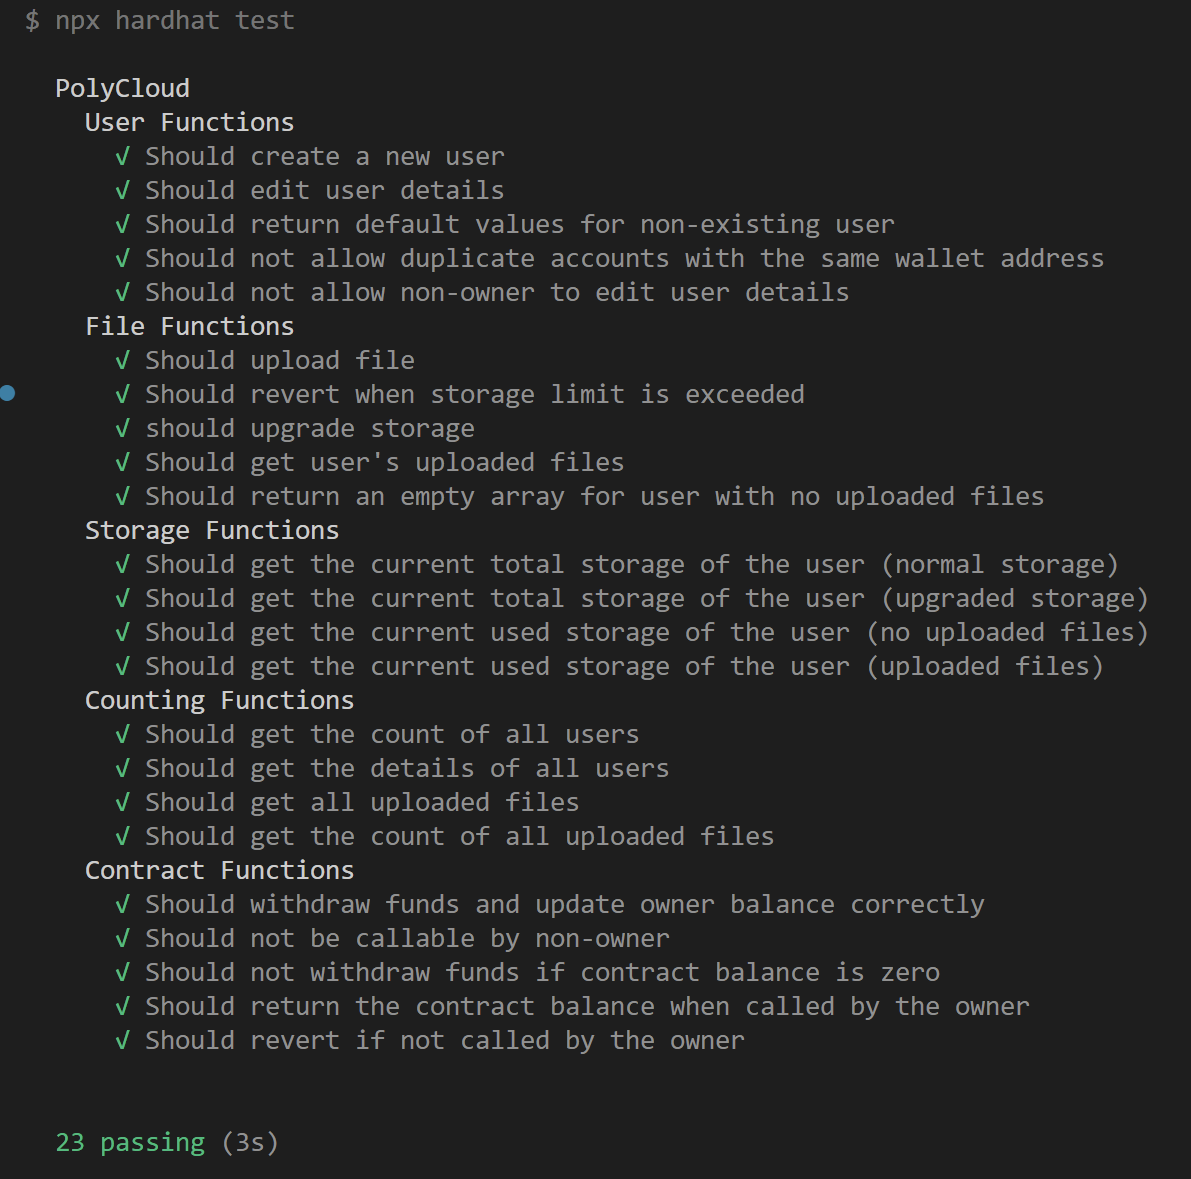 $ npx hardhat test
PolyCloud
User Functions
√ Should create a new user
√ Should edit user details
√ Should return default values for non-existing user
√ Should not allow duplicate accounts with the same wallet address
√ Should not allow non-owner to edit user details
File Functions
√ Should upload file
√ Should revert when storage limit is exceeded
√ should upgrade storage
√ Should get user's uploaded files
√ Should return an empty array for user with no uploaded files
Storage Functions
√ Should get the current total storage of the user (normal storage)
√ Should get the current total storage of the user (upgraded storage)
√ Should get the current used storage of the user (no uploaded files)
√ Should get the current used storage of the user (uploaded files)
Counting Functions
√ Should get the count of all users
√ Should get the details of all users
√ Should get all uploaded files
√ Should get the count of all uploaded files
Contract Functions
√ Should withdraw funds and update owner balance correctly
√ Should not be callable by non-owner
√ Should not withdraw funds if contract balance is zero
√ Should return the contract balance when called by the owner
√ Should revert if not called by the owner
23 passing (3s)